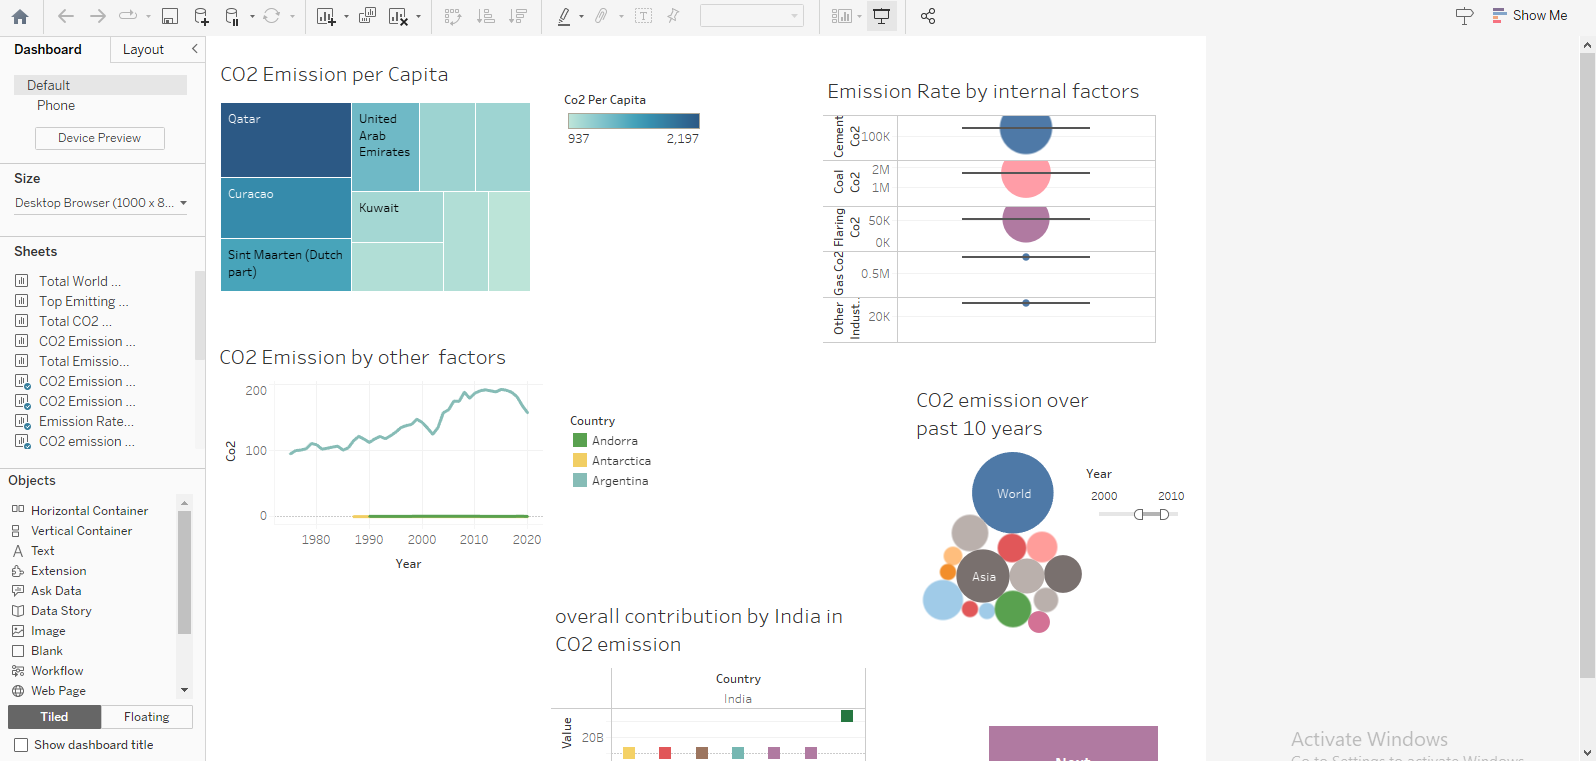 Show Me
Dashboard
Layout
Default
Phone
Device Preview
Size
Desktop Browser (1000 x 8...
Sheets
Total World ...
Top Emitting ...
Total CO2 ...
CO2 Emission ...
Total Emissio...
CO2 Emission ...
CO2 Emission ...
Emission Rate...
CO2 emission ...
Objects
Horizontal Container
Vertical Container
Text
Extension
Ask Data
Data Story
Image
Blank
Workflow
Web Page
Tiled
Floating
Show dashboard title
CO2 Emission per Capita
Qatar
Curacao
Sint Maarten (Dutch
part)
United
Arab
Emirates
Kuwait
Co2 Per Capita
937
2,197
Emission Rate by internal factors
Cement
Co2
100K
Coal
Co2
2M
1M
Flaring
Co2
50K
0K
Gas Co2
0.5M
Other
Indust..
20K
CO2 Emission by other factors
Co2
200
100
0
1980
1990
2000
2010
2020
Year
Country
Andorra
Antarctica
Argentina
CO2 emission over
past 10 years
World
Asia
Year
2000
2010
overall contribution by India in
CO2 emission
Country
India
Value
20B
Next
Activate Windows
Go to Settings to activate Windows.